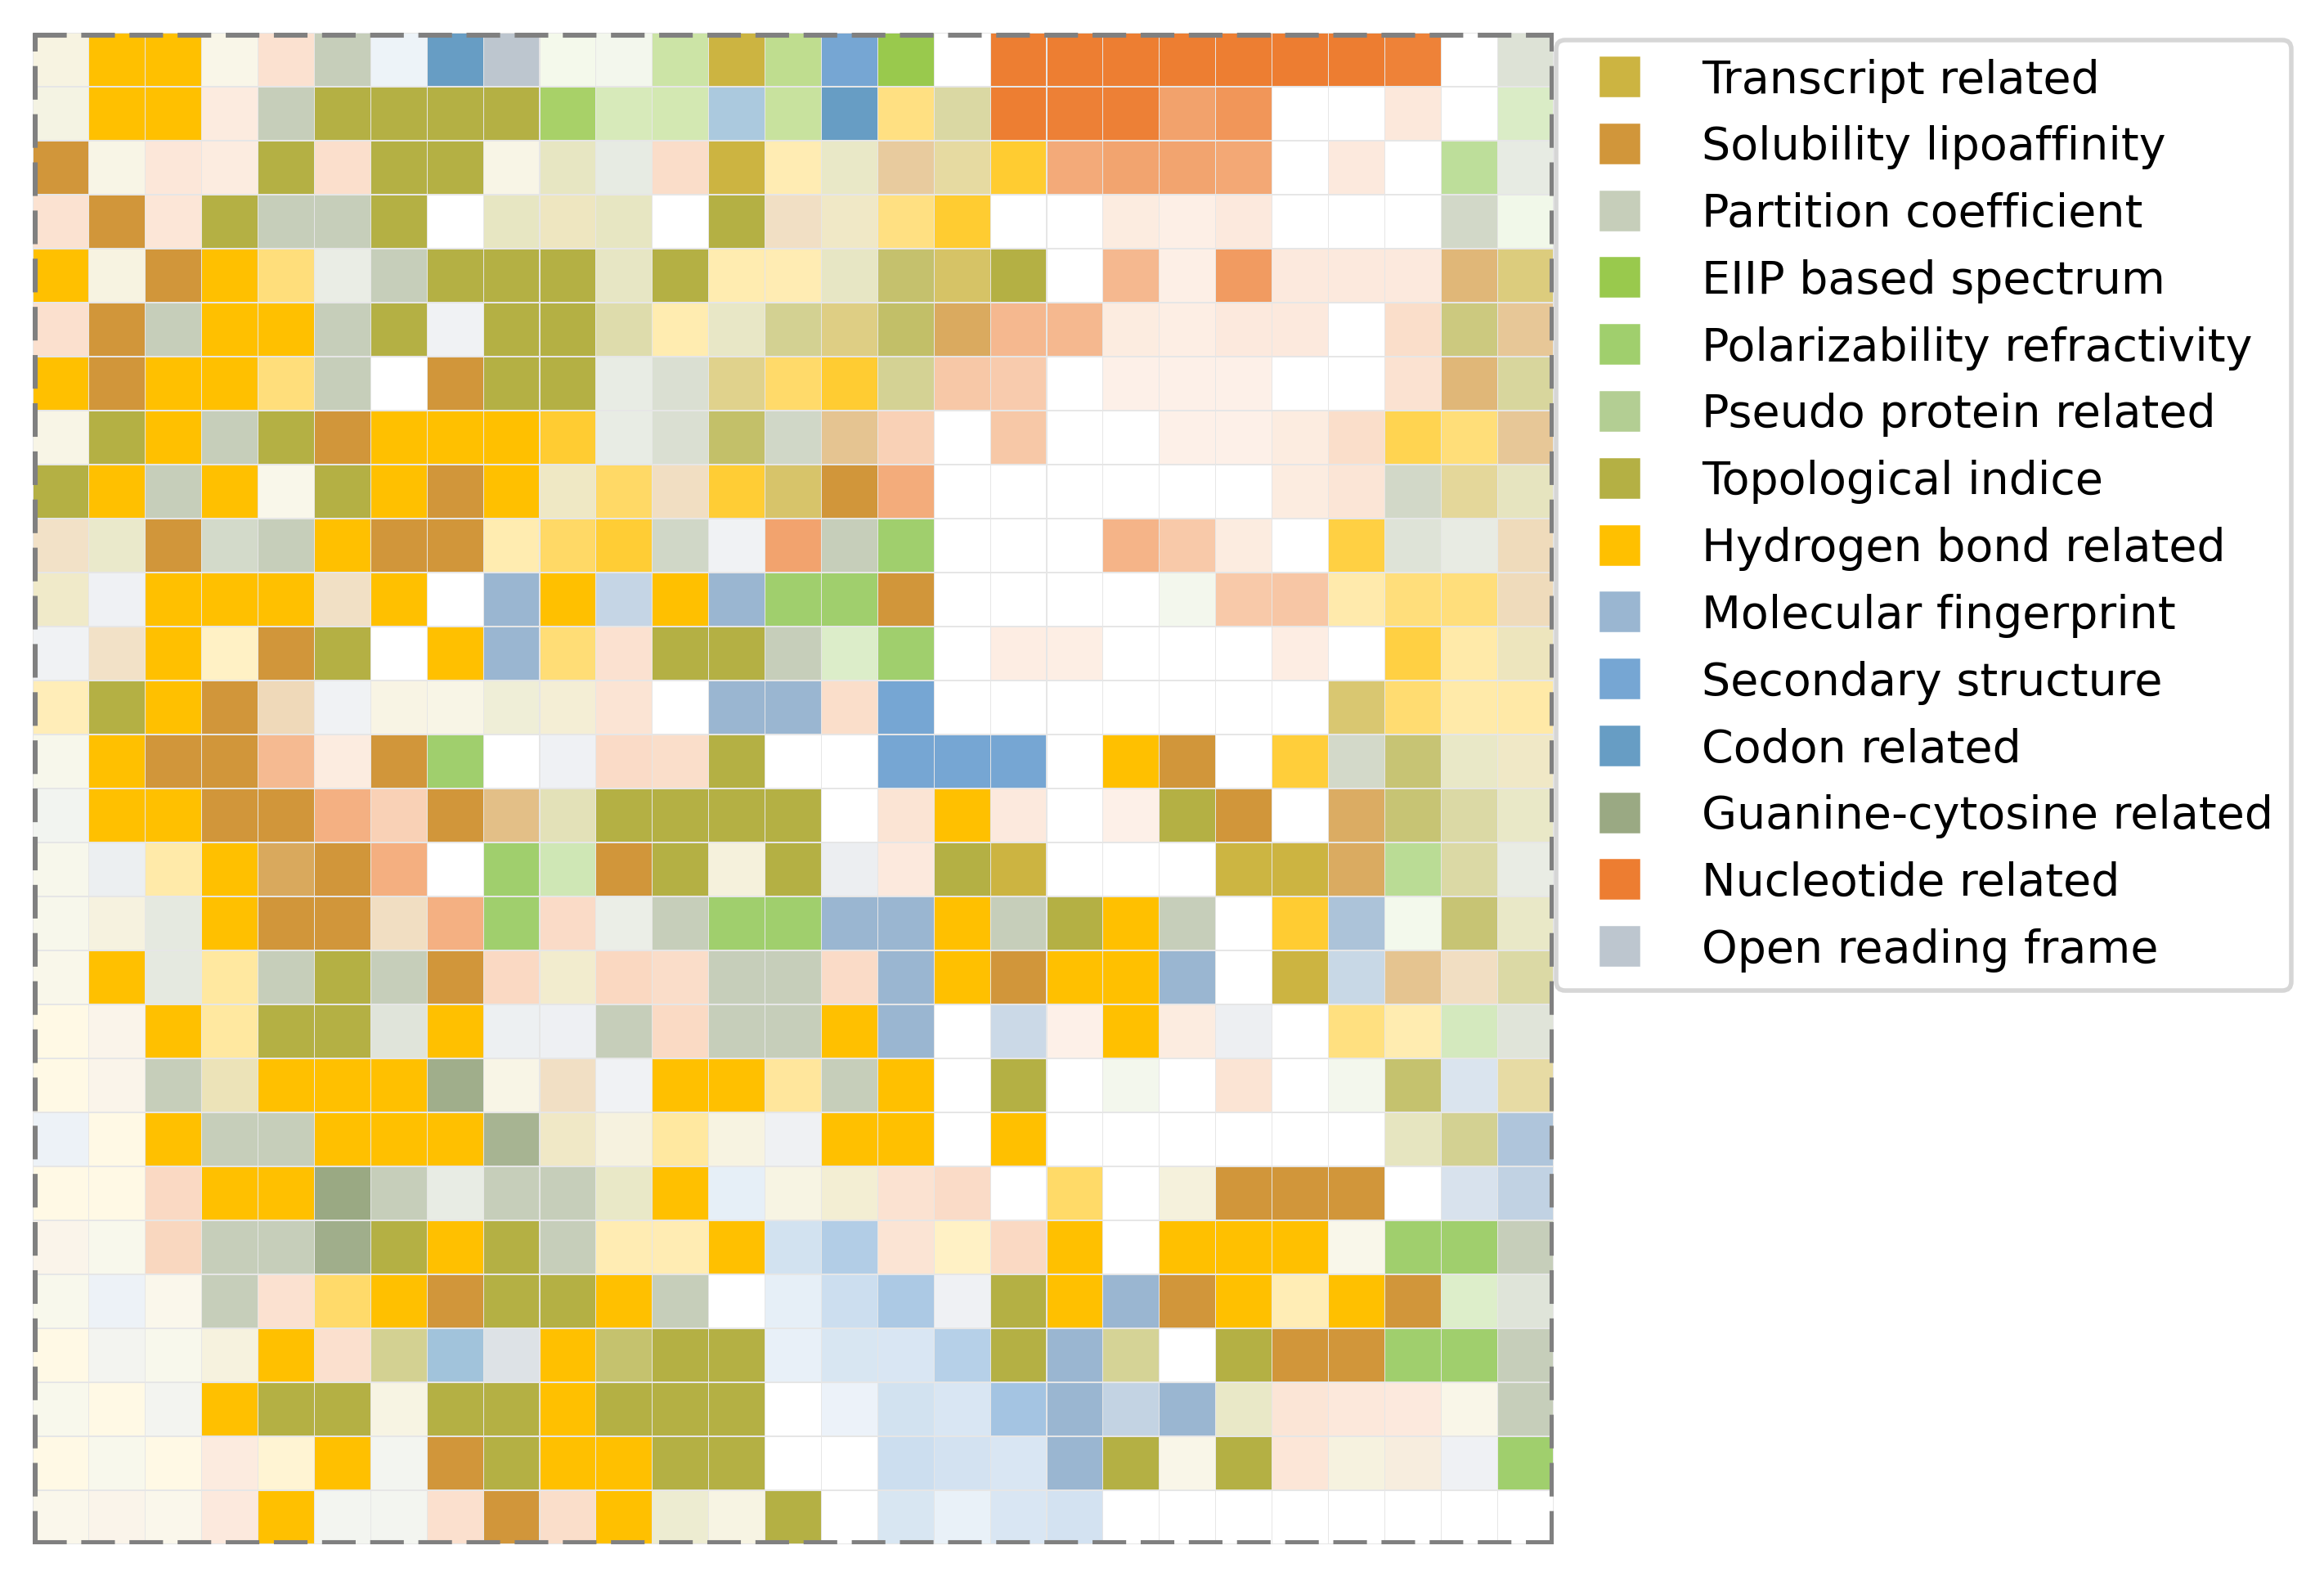 Transcript related
Solubility lipoaffinity
Partition coefficient
EIIP based spectrum
Polarizability refractivity
Pseudo protein related
Topological indice
Hydrogen bond related
Molecular fingerprint
Secondary structure
Codon related
Guanine-cytosine related
Nucleotide related
Open reading frame